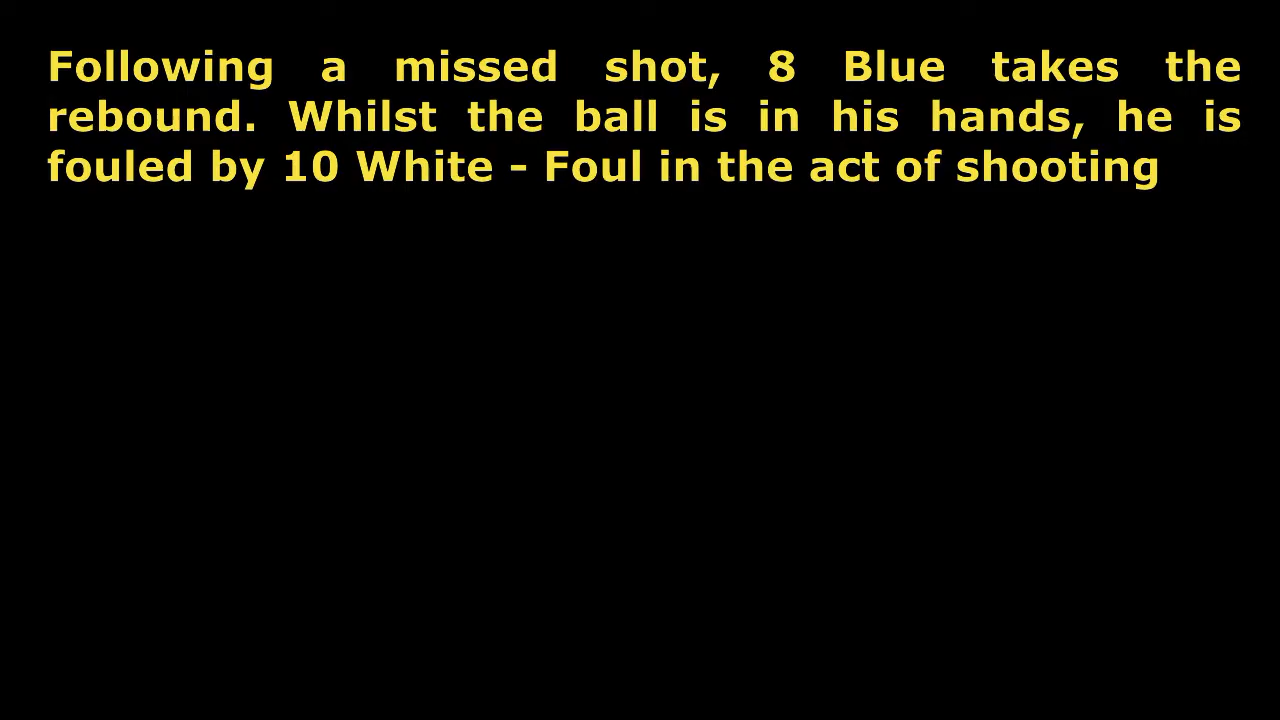 Following a missed shot, 8 Blue takes the
rebound. Whilst the ball is in his hands, he is
fouled by 10 White - Foul in the act of shooting